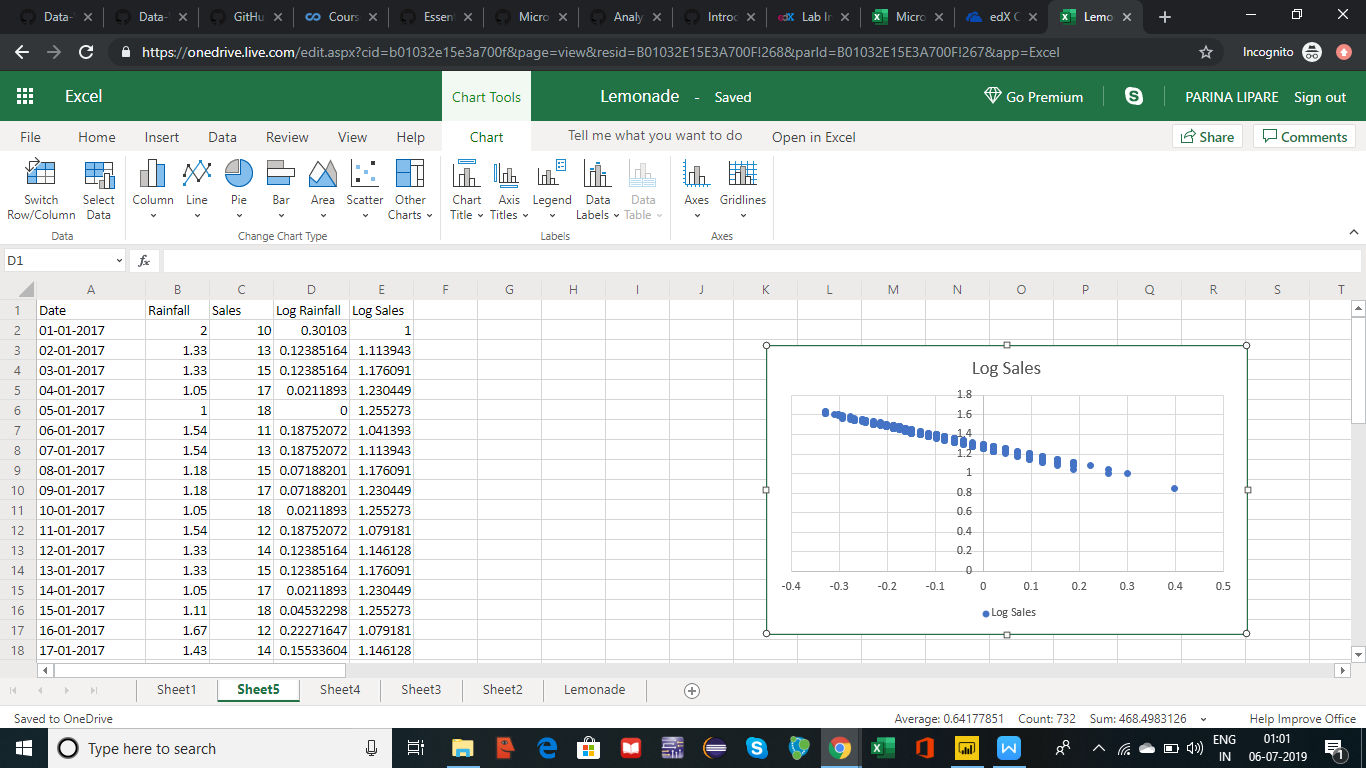 Data-
Data-
GitHu
Cours
Essen
Micro
Analy
Introc
Lab In
Micro
edX C
Lemo
https://onedrive.live.com/edit.aspx?cid=b01032e15e3a700f&page=view&resid=B01032E15E3A700F!268&parId=B01032E15E3A700F!267&app=Excel
Incognito
Excel
Chart Tools
Lemonade - Saved
Go Premium
PARINA LIPARE
Sign out
File Home Insert Data Review View Help Chart Tell me what you want to do Open in Excel
Share
Comments
Switch Row/Column
Select Data
Column
Line
Pie
Bar
Area
Scatter
Other Charts
Chart Title
Axis Titles
Legend
Data Labels
Data Table
Axes
Gridlines
Data
Change Chart Type
Labels
Axes
D1
fx
A B C D E F G H I J K L M N O P Q R S T
1 Date Rainfall Sales Log Rainfall Log Sales
2 01-01-2017 2 10 0.30103 1
3 02-01-2017 1.33 13 0.12385164 1.113943
4 03-01-2017 1.33 15 0.12385164 1.176091
5 04-01-2017 1.05 17 0.0211893 1.230449
6 05-01-2017 1 18 0 1.255273
7 06-01-2017 1.54 11 0.18752072 1.041393
8 07-01-2017 1.54 13 0.18752072 1.113943
9 08-01-2017 1.18 15 0.07188201 1.176091
10 09-01-2017 1.18 17 0.07188201 1.230449
11 10-01-2017 1.05 18 0.0211893 1.255273
12 11-01-2017 1.54 12 0.18752072 1.079181
13 12-01-2017 1.33 14 0.12385164 1.146128
14 13-01-2017 1.33 15 0.12385164 1.176091
15 14-01-2017 1.05 17 0.0211893 1.230449
16 15-01-2017 1.11 18 0.04532298 1.255273
17 16-01-2017 1.67 12 0.22271647 1.079181
18 17-01-2017 1.43 14 0.15533604 1.146128
Log Sales
1.8
1.6
1.4
1.2
1
0.8
0.6
0.4
0.2
0
-0.4 -0.3 -0.2 -0.1 0 0.1 0.2 0.3 0.4 0.5
Log Sales
Sheet1 Sheet5 Sheet4 Sheet3 Sheet2 Lemonade
Saved to OneDrive
Average: 0.64177851 Count: 732 Sum: 468.4983126
Help Improve Office
Type here to search
ENG
IN
01:01
06-07-2019
1